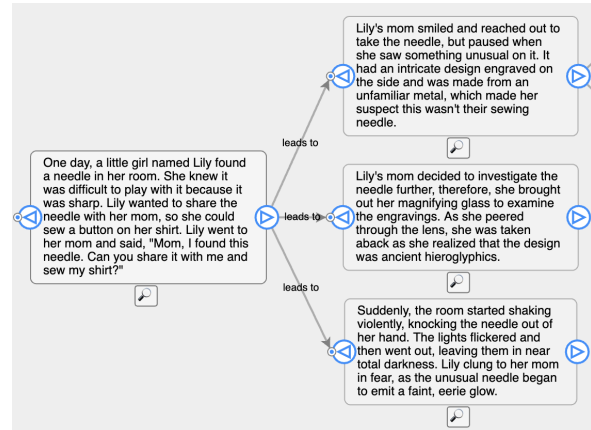 Lily's mom smiled and reached out to
take the needle, but paused when
she saw something unusual on it. It
had an intricate design engraved on
the side and was made from an
unfamiliar metal, which made her
suspect this wasn't their sewing
needle.
leads to
One day, a little girl named Lily found
a needle in her room. She knew it
was difficult to play with it because it
was sharp. Lily wanted to share the
needle with her mom, so she could
sew a button on her shirt. Lily went to
her mom and said, "Mom, I found this
needle. Can you share it with me and
sew my shirt?"
leads to
Lily's mom decided to investigate the
needle further, therefore, she brought
out her magnifying glass to examine
the engravings. As she peered
through the lens, she was taken
aback as she realized that the design
was ancient hieroglyphics.
leads to
Suddenly, the room started shaking
violently, knocking the needle out of
her hand. The lights flickered and
then went out, leaving them in near
total darkness. Lily clung to her mom
in fear, as the unusual needle began
to emit a faint, eerie glow.